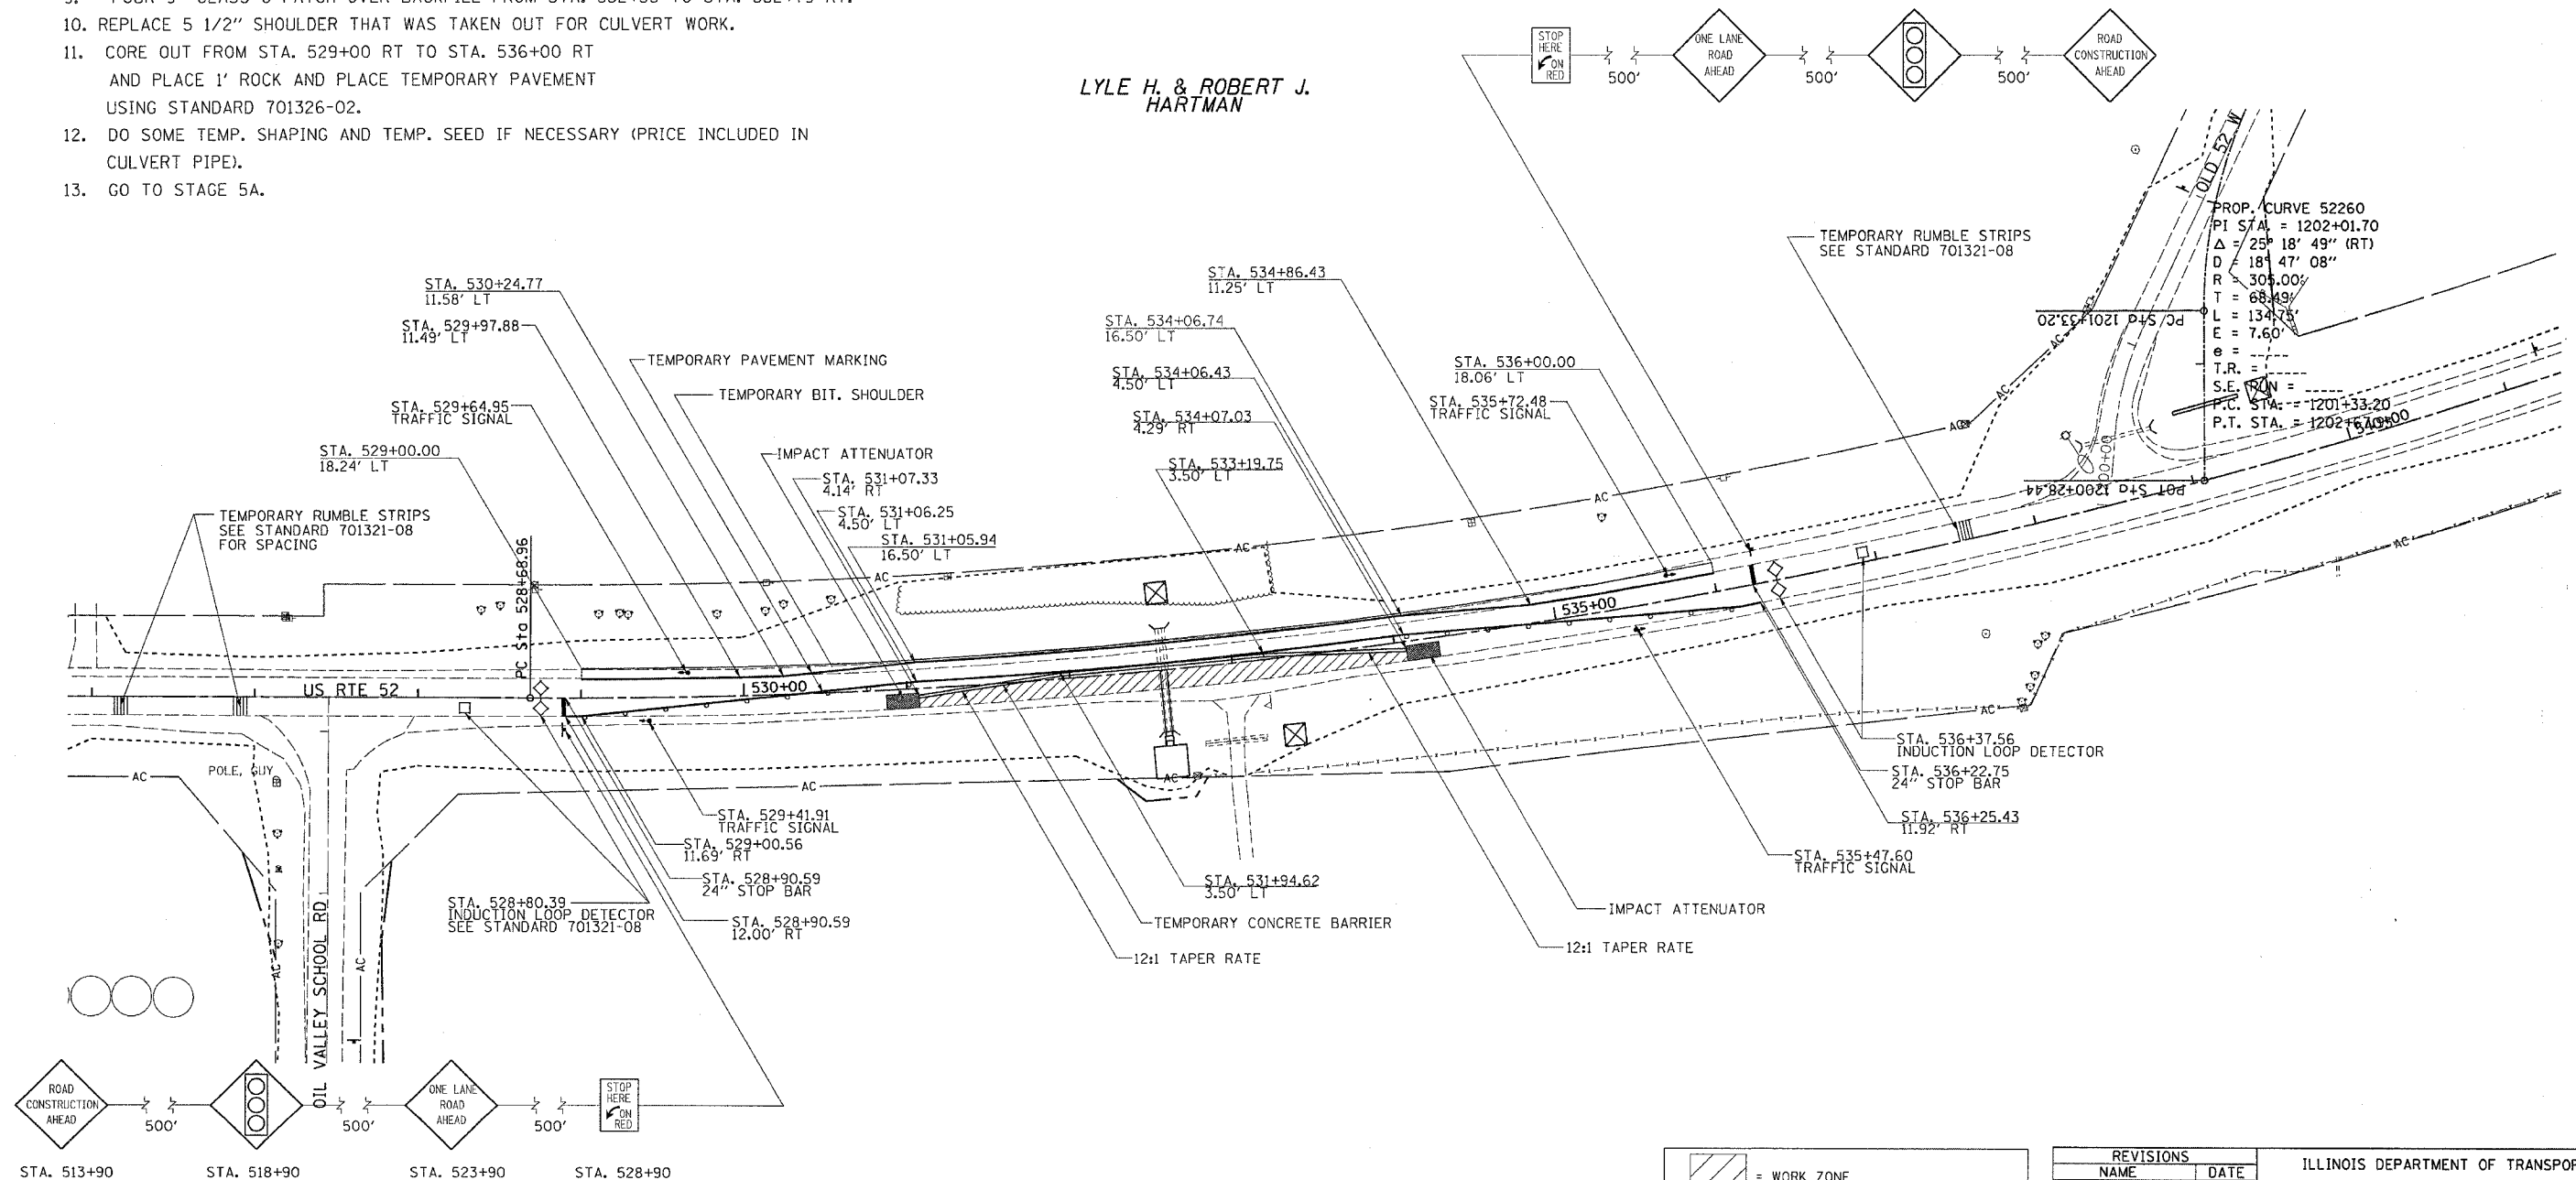 10. REPLACE 5 1/2" SHOULDER THAT WAS TAKEN OUT FOR CULVERT WORK.
11. CORE OUT FROM STA. 529+00 RT TO STA. 536+00 RT
AND PLACE 1' ROCK AND PLACE TEMPORARY PAVEMENT
USING STANDARD 701326-02.
12. DO SOME TEMP. SHAPING AND TEMP. SEED IF NECESSARY (PRICE INCLUDED IN
CULVERT PIPE).
13. GO TO STAGE 5A.
LYLE H. & ROBERT J.
HARTMAN
STOP
HERE
ON
RED
500'
ONE LANE
ROAD
AHEAD
500'
500'
ROAD
CONSTRUCTION
AHEAD
OLD 52 W
PROP. CURVE 52260
PI STA. = 1202+01.70
Δ = 25° 18' 49" (RT)
D = 18° 47' 08"
R = 305.00'
T = 68.49'
L = 134.75'
E = 7.60'
e = -----
T.R. = -----
S.E. RUN = -----
P.C. STA. = 1201+33.20
P.T. STA. = 1202+67.95
540+00
PC Sta 1201+33.20
POT Sta 1200+28.44
TEMPORARY RUMBLE STRIPS
SEE STANDARD 701321-08
STA. 530+24.77
11.58' LT
STA. 529+97.88
11.49' LT
TEMPORARY PAVEMENT MARKING
TEMPORARY BIT. SHOULDER
STA. 529+64.95
TRAFFIC SIGNAL
STA. 529+00.00
18.24' LT
IMPACT ATTENUATOR
STA. 531+07.33
4.14' RT
STA. 531+06.25
4.50' LT
STA. 531+05.94
16.50' LT
TEMPORARY RUMBLE STRIPS
SEE STANDARD 701321-08
FOR SPACING
PC Sta 528+68.96
STA. 534+86.43
11.25' LT
STA. 534+06.74
16.50' LT
STA. 534+06.43
4.50' LT
STA. 534+07.03
4.29' RT
STA. 533+19.75
3.50' LT
STA. 536+00.00
18.06' LT
STA. 535+72.48
TRAFFIC SIGNAL
AC
AC
AC
AC
AC
AC
AC
AC
US RTE 52
530+00
535+00
POLE, GUY
AC
AC
AC
AC
AC
STA. 529+41.91
TRAFFIC SIGNAL
STA. 529+00.56
11.69' RT
STA. 528+90.59
24" STOP BAR
STA. 528+90.59
12.00' RT
STA. 528+80.39
INDUCTION LOOP DETECTOR
SEE STANDARD 701321-08
STA. 531+94.62
3.50' LT
TEMPORARY CONCRETE BARRIER
12:1 TAPER RATE
STA. 536+37.56
INDUCTION LOOP DETECTOR
STA. 536+22.75
24" STOP BAR
STA. 536+25.43
11.92' RT
STA. 535+47.60
TRAFFIC SIGNAL
IMPACT ATTENUATOR
12:1 TAPER RATE
OIL VALLEY SCHOOL RD
ROAD
CONSTRUCTION
AHEAD
500'
500'
ONE LANE
ROAD
AHEAD
500'
STOP
HERE
ON
RED
STA. 513+90
STA. 518+90
STA. 523+90
STA. 528+90
= WORK ZONE
REVISIONS
NAME
DATE
ILLINOIS DEPARTMENT OF TRANSPOR